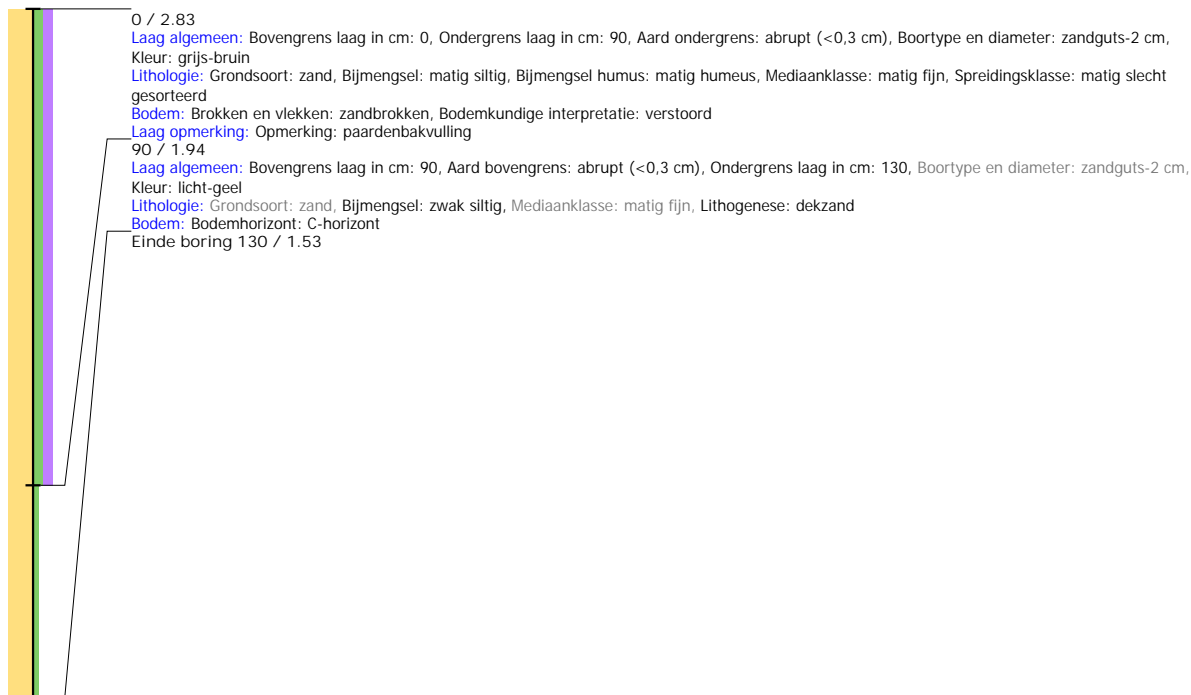 0 / 2.83
Laag algemeen: Bovengrens laag in cm: 0, Ondergrens laag in cm: 90, Aard ondergrens: abrupt (<0,3 cm), Boortype en diameter: zandguts-2 cm,
Kleur: grijs-bruin
Lithologie: Grondsoort: zand, Bijmengsel: matig siltig, Bijmengsel humus: matig humeus, Mediaanklasse: matig fijn, Spreidingsklasse: matig slecht
gesorteerd
Bodem: Brokken en vlekken: zandbrokken, Bodemkundige interpretatie: verstoord
Laag opmerking: Opmerking: paardenbakvulling
90 / 1.94
Laag algemeen: Bovengrens laag in cm: 90, Aard bovengrens: abrupt (<0,3 cm), Ondergrens laag in cm: 130, Boortype en diameter: zandguts-2 cm,
Kleur: licht-geel
Lithologie: Grondsoort: zand, Bijmengsel: zwak siltig, Mediaanklasse: matig fijn, Lithogenese: dekzand
Bodem: Bodemhorizont: C-horizont
Einde boring 130 / 1.53